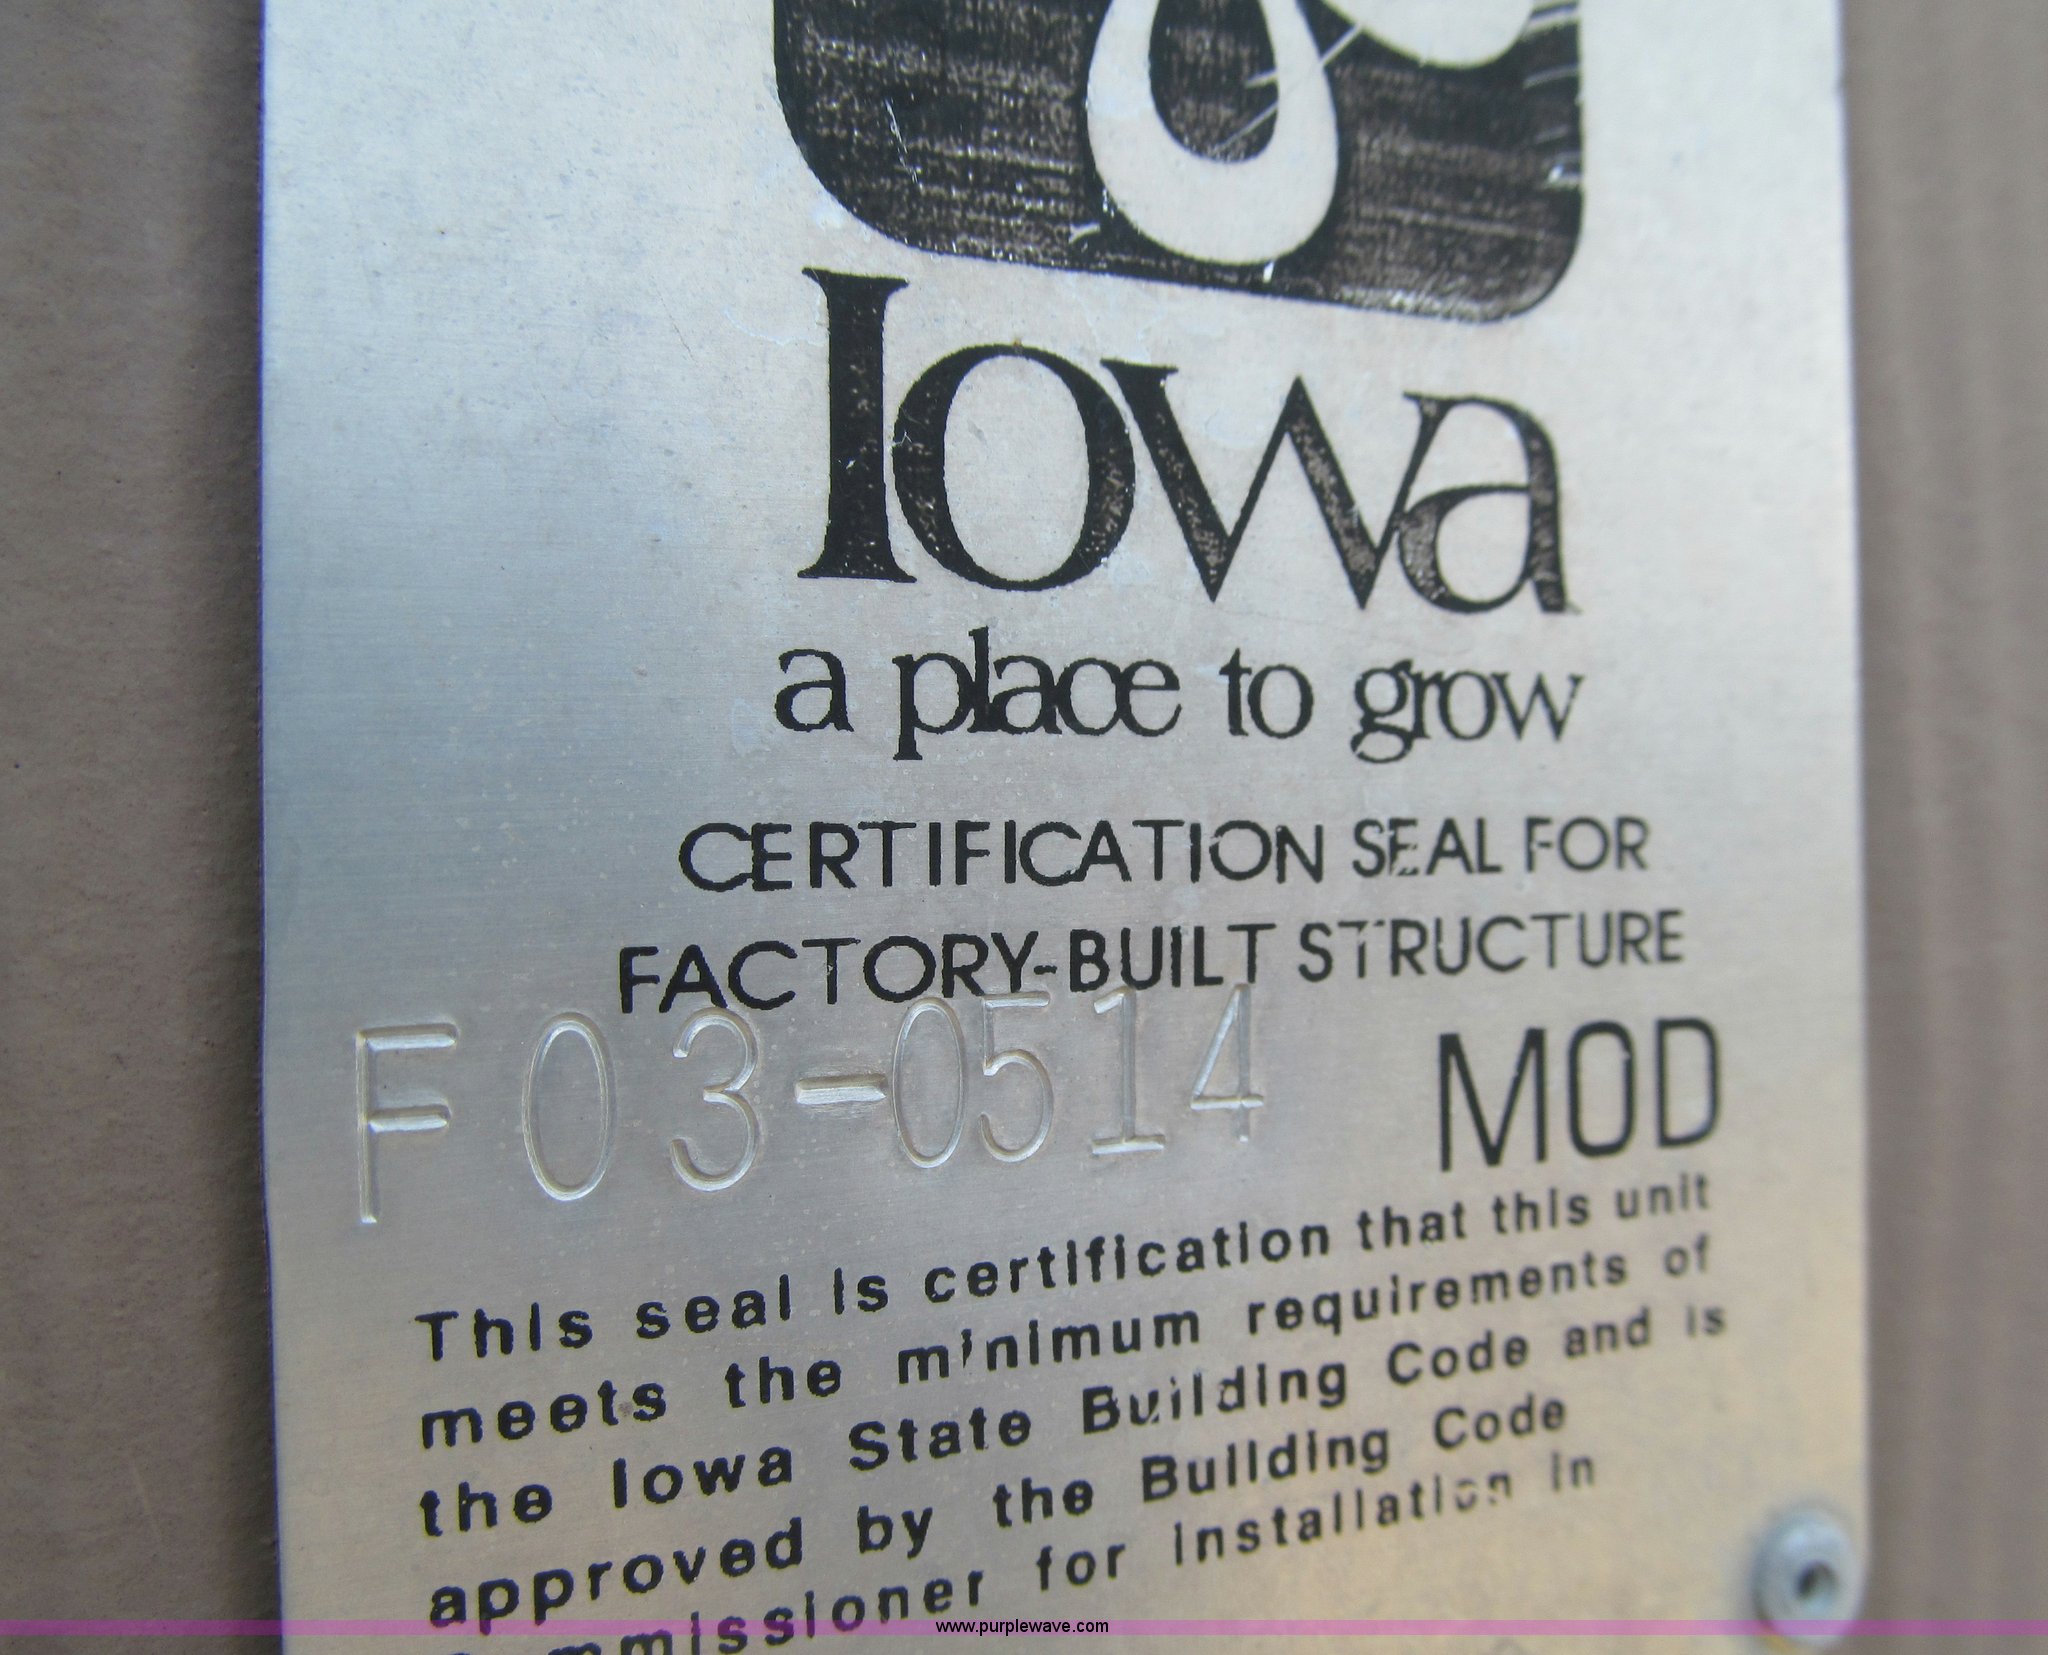 Iowa
a place to grow
CERTIFICATION SEAL FOR
FACTORY-BUILT STRUCTURE
F03-0514 MOD
This seal is certification that this unit
meets the minimum requirements of
the Iowa State Building Code and is
approved by the Building Code
Commissioner for installation in
www.purplewave.com